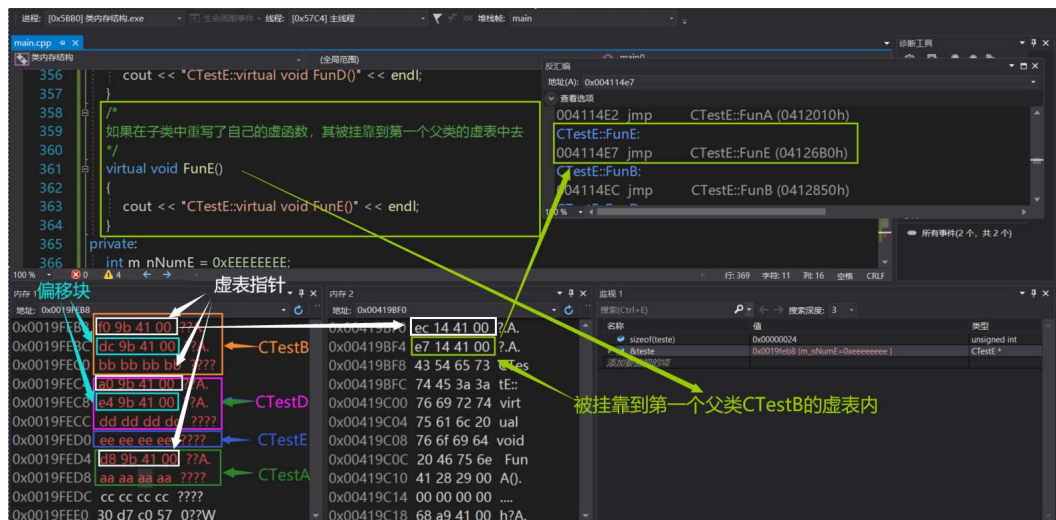 进程: [0x5BB0] 类内存结构.exe 生命周期事件 线程: [0x57C4] 主线程 堆栈帧: main
main.cpp
诊断工具
类内存结构
(全局范围)
main()
356 cout << "CTestE::virtual void FunD()" << endl;
357 }
358 /*
359 如果在子类中重写了自己的虚函数，其被挂靠到第一个父类的虚表中去
360 */
361 virtual void FunE()
362 {
363 cout << "CTestE::virtual void FunE()" << endl;
364 }
365 private:
366 int m_nNumE = 0xEEEEEEEE;
反汇编
地址(A): 0x004114e7
查看选项
004114E2 jmp CTestE::FunA (0412010h)
CTestE::FunE:
004114E7 jmp CTestE::FunE (04126B0h)
CTestE::FunB:
004114EC jmp CTestE::FunB (0412850h)
100 %
所有事件(2 个，共 2 个)
100 % 0 4 行: 369 字符: 11 列: 16 空格 CRLF
偏移块
虚表指针
内存 1
地址: 0x0019FEB8
0x0019FEB8 f0 9b 41 00 ??A.
0x0019FEBC dc 9b 41 00 ??A.
0x0019FEC0 bb bb bb bb ????
0x0019FEC4 a0 9b 41 00 ??A.
0x0019FEC8 e4 9b 41 00 ??A.
0x0019FECC dd dd dd dd ????
0x0019FED0 ee ee ee ee ????
0x0019FED4 d8 9b 41 00 ??A.
0x0019FED8 aa aa aa aa ????
0x0019FEDC cc cc cc cc ????
0x0019FEE0 30 d7 c0 57 0??W
CTestB
CTestD
CTestE
CTestA
内存 2
地址: 0x00419BF0
0x00419BF0 ec 14 41 00 ?.A.
0x00419BF4 e7 14 41 00 ?.A.
0x00419BF8 43 54 65 73 CTes
0x00419BFC 74 45 3a 3a tE::
0x00419C00 76 69 72 74 virt
0x00419C04 75 61 6c 20 ual
0x00419C08 76 6f 69 64 void
0x00419C0C 20 46 75 6e Fun
0x00419C10 41 28 29 00 A().
0x00419C14 00 00 00 00 ....
0x00419C18 68 a9 41 00 h?A.
监视 1
搜索(Ctrl+E) 搜索深度: 3
名称 值 类型
sizeof(teste) 0x00000024 unsigned int
&teste 0x0019feb8 {m_nNumE=0xeeeeeeee } CTestE *
添加要监视的项
被挂靠到第一个父类CTestB的虚表内